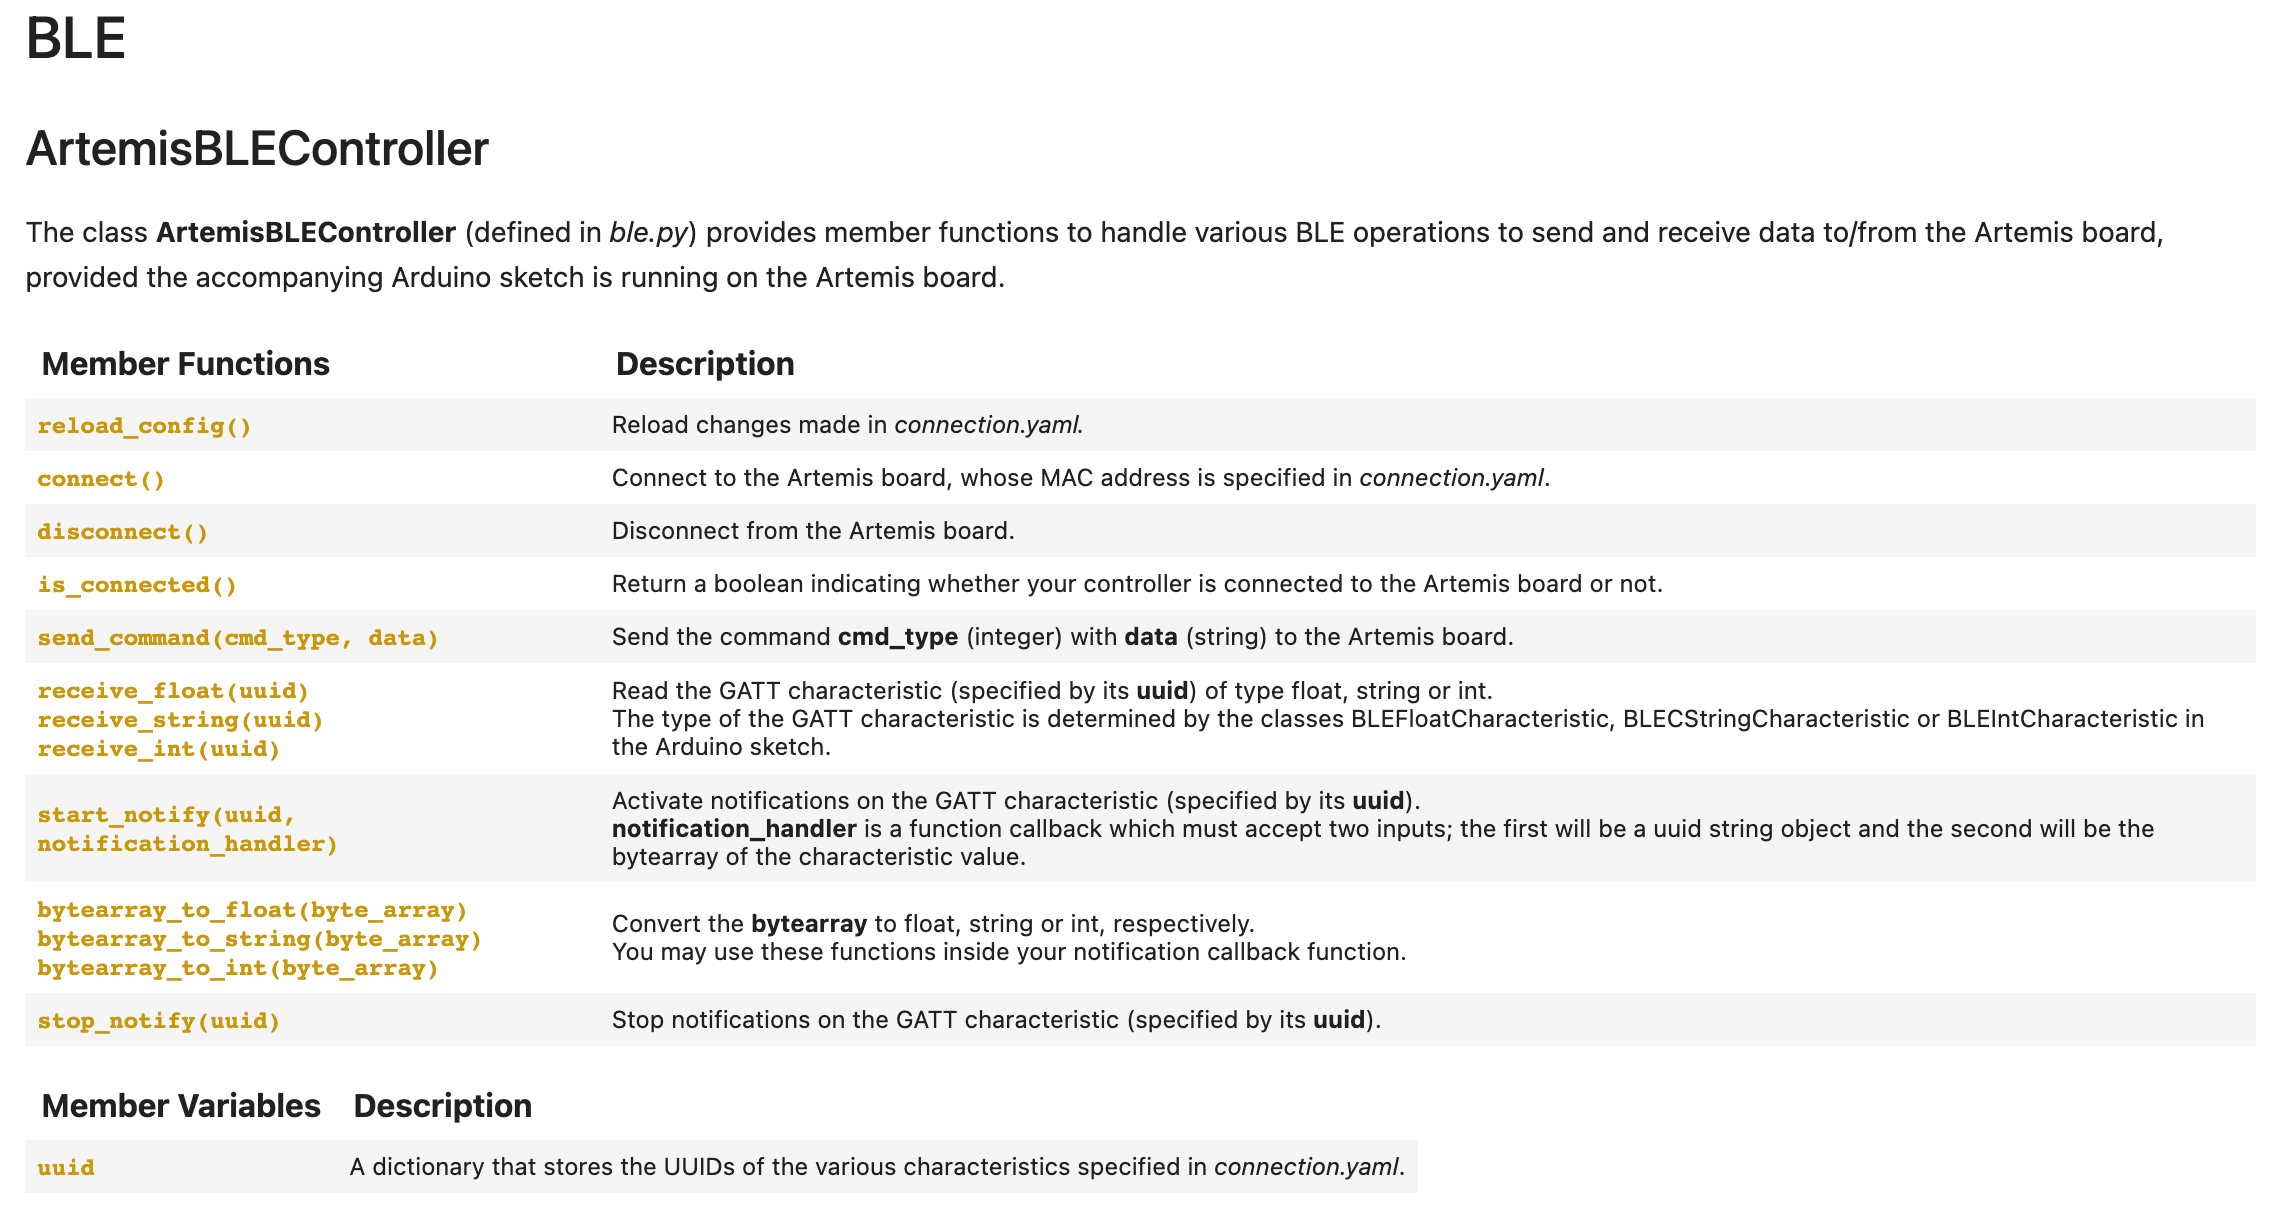 BLE
ArtemisBLEController
The class ArtemisBLEController (defined in ble.py) provides member functions to handle various BLE operations to send and receive data to/from the Artemis board,
provided the accompanying Arduino sketch is running on the Artemis board.
Member Functions Description
reload_config() Reload changes made in connection.yaml.
connect() Connect to the Artemis board, whose MAC address is specified in connection.yaml.
disconnect() Disconnect from the Artemis board.
is_connected() Return a boolean indicating whether your controller is connected to the Artemis board or not.
send_command(cmd_type, data) Send the command cmd_type (integer) with data (string) to the Artemis board.
receive_float(uuid)
receive_string(uuid)
receive_int(uuid)
Read the GATT characteristic (specified by its uuid) of type float, string or int.
The type of the GATT characteristic is determined by the classes BLEFloatCharacteristic, BLECStringCharacteristic or BLEIntCharacteristic in
the Arduino sketch.
start_notify(uuid,
notification_handler)
Activate notifications on the GATT characteristic (specified by its uuid).
notification_handler is a function callback which must accept two inputs; the first will be a uuid string object and the second will be the
bytearray of the characteristic value.
bytearray_to_float(byte_array)
bytearray_to_string(byte_array)
bytearray_to_int(byte_array)
Convert the bytearray to float, string or int, respectively.
You may use these functions inside your notification callback function.
stop_notify(uuid) Stop notifications on the GATT characteristic (specified by its uuid).
Member Variables Description
uuid A dictionary that stores the UUIDs of the various characteristics specified in connection.yaml.